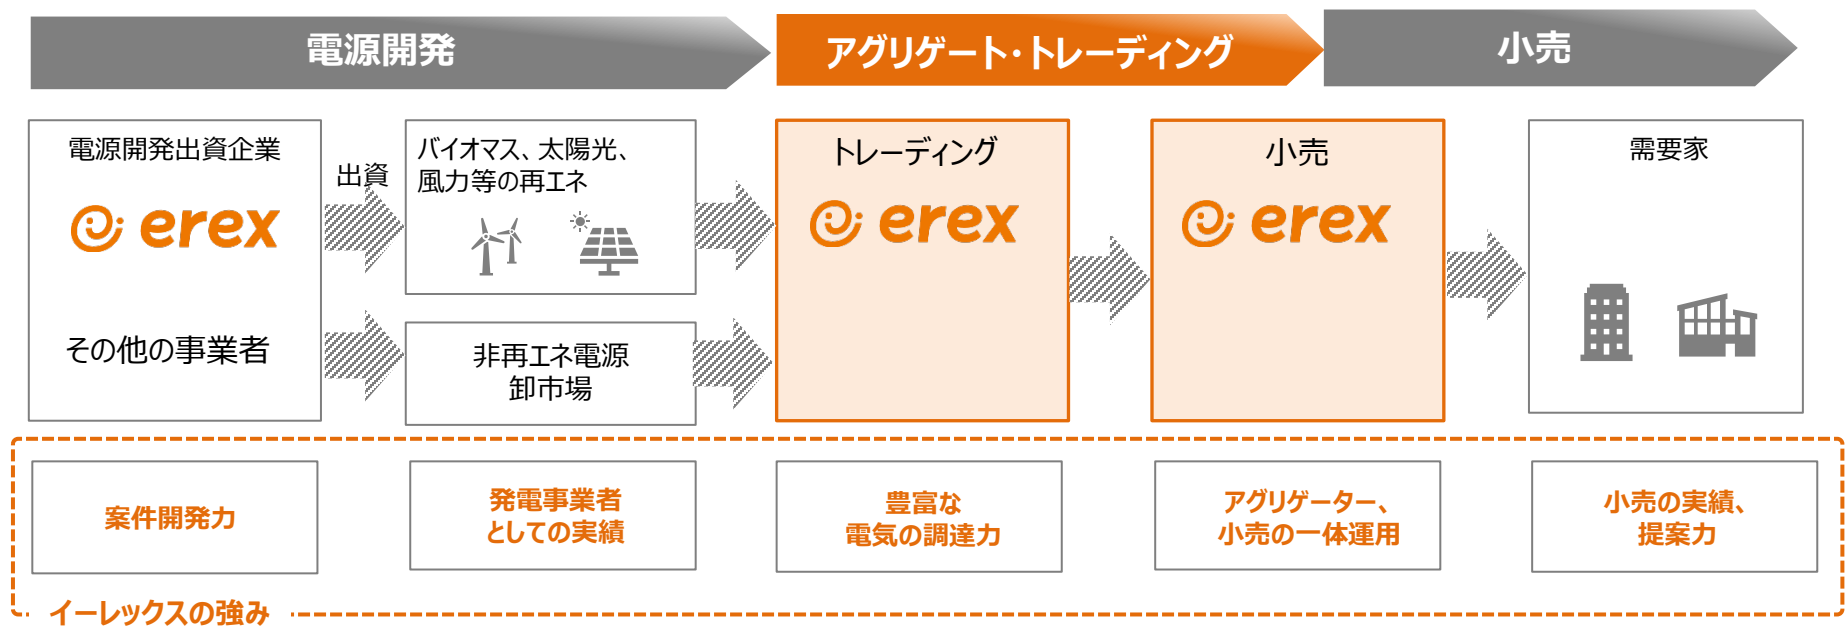 電源開発
アグリゲート・トレーディング
小売
電源開発出資企業
erex
その他の事業者
出資
バイオマス、太陽光、
風力等の再エネ
非再エネ電源
卸市場
トレーディング
erex
小売
erex
需要家
案件開発力
発電事業者
としての実績
豊富な
電気の調達力
アグリゲーター、
小売の一体運用
小売の実績、
提案力
イーレックスの強み